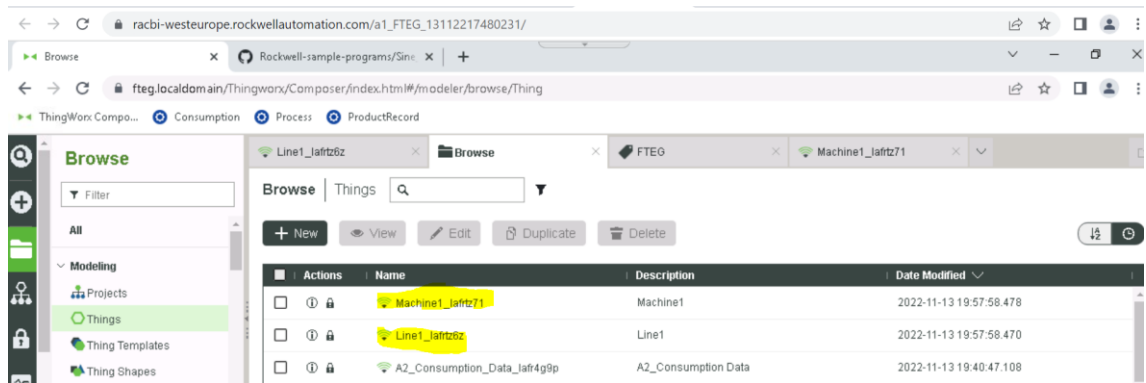 racbi-westeurope.rockwellautomation.com/a1_FTEG_13112217480231/
Browse Rockwell-sample-programs/Sine_
fteg.localdomain/Thingworx/Composer/index.html#/modeler/browse/Thing
ThingWorx Compo... Consumption Process ProductRecord
Line1_lafrtz6z Browse FTEG Machine1_lafrtz71
Browse
Browse Things
Filter
All
New View Edit Duplicate Delete
Modeling
Projects
Things
Thing Templates
Thing Shapes
Actions Name Description Date Modified
Machine1_lafrtz71 Machine1 2022-11-13 19:57:58.478
Line1_lafrtz6z Line1 2022-11-13 19:57:58.470
A2_Consumption_Data_lafr4g9p A2_Consumption Data 2022-11-13 19:40:47.108